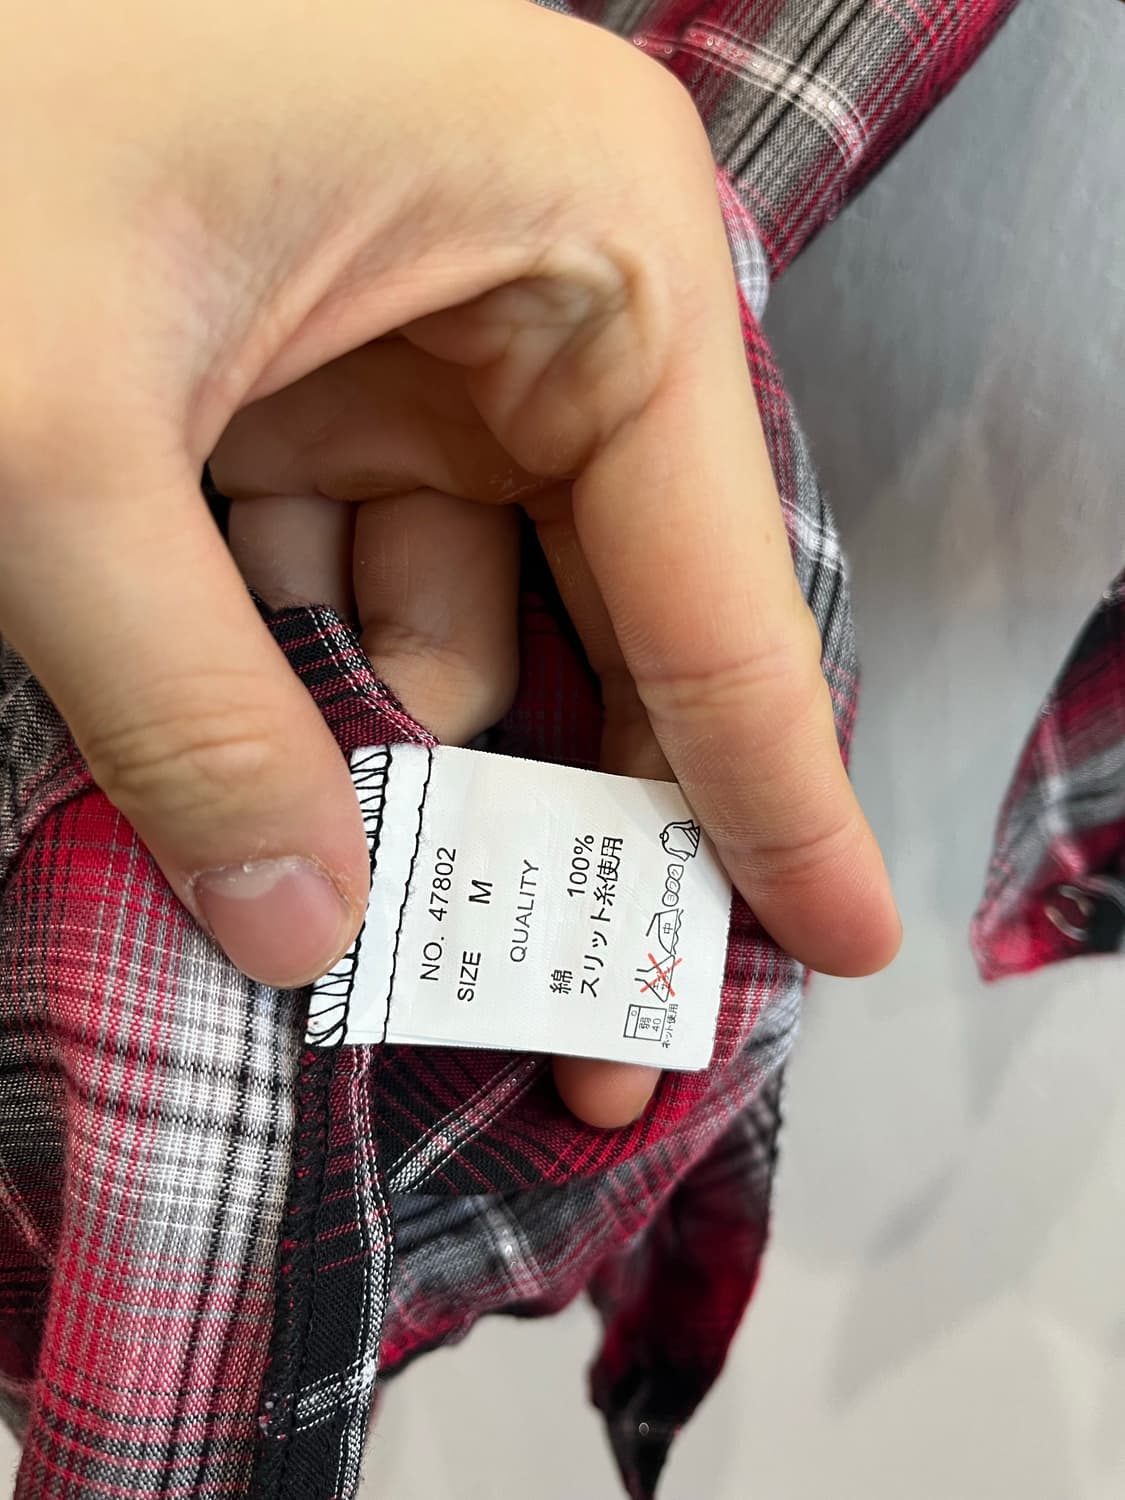 NO. 47802
SIZE M
QUALITY
綿 100%
スリット糸使用
弱
40
中
ネット使用